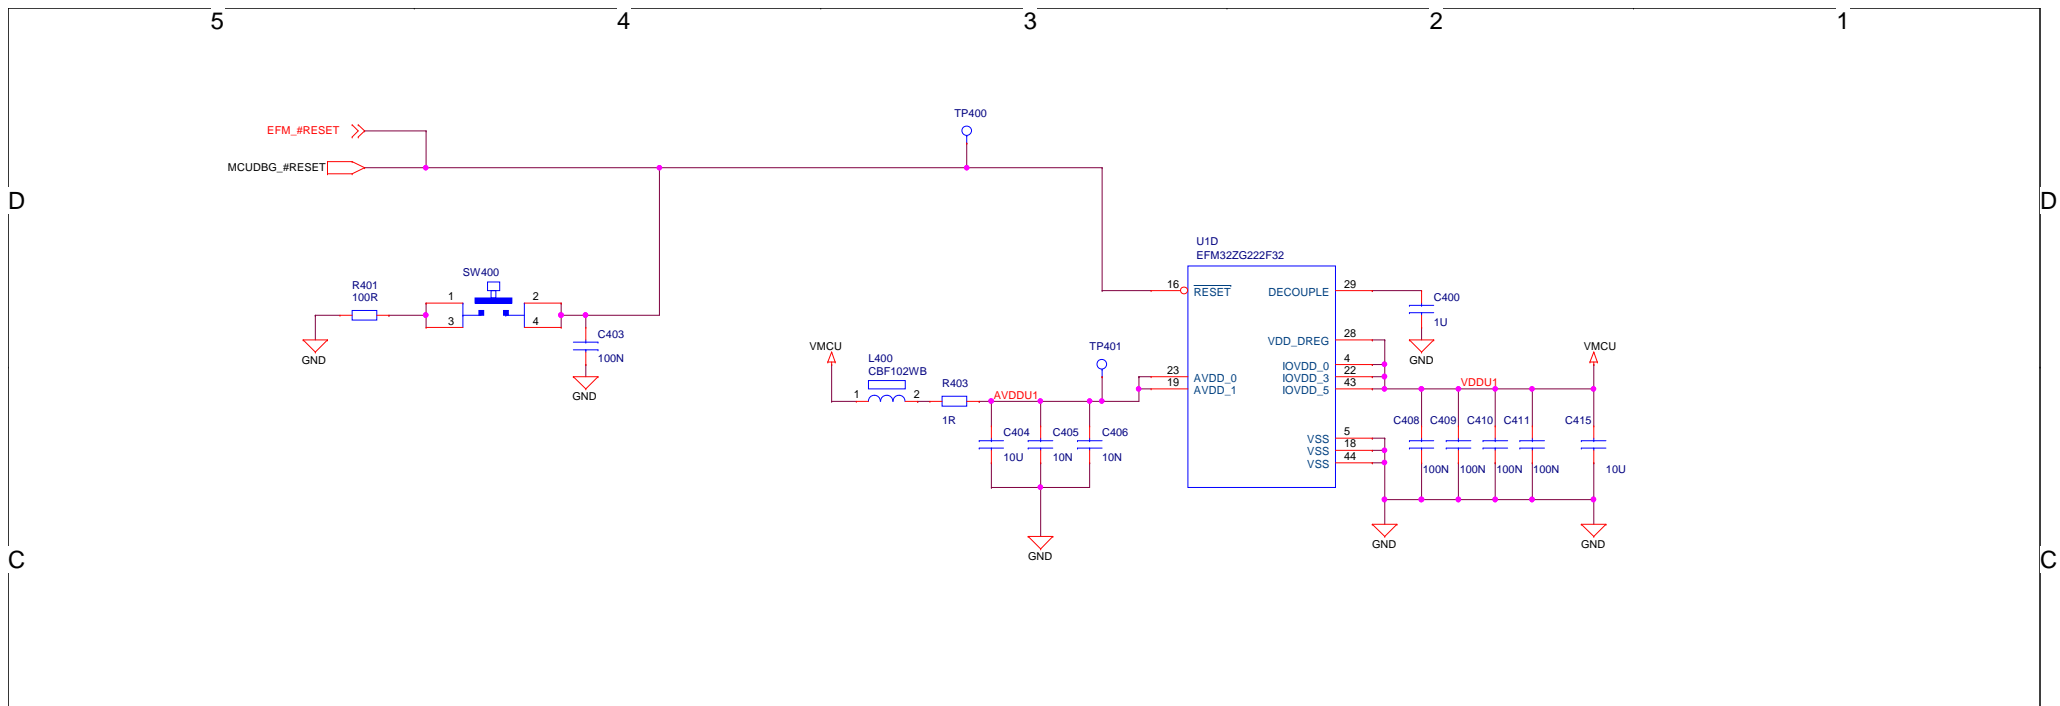 5 4 3 2 1
TP400
EFM_#RESET
MCUDBG_#RESET
D D
U1D
EFM32ZG222F32
SW400
R401
100R
1 2
3 4
GND
C403
100N
GND
16 RESET
DECOUPLE 29
C400
1U
GND
VDD_DREG 28
IOVDD_0 4
IOVDD_3 22
IOVDD_5 43
VMCU
L400
CBF102WB
1 2
R403
1R
AVDDU1
TP401
23 AVDD_0
19 AVDD_1
VMCU
VDDU1
C404
10U
C405
10N
C406
10N
GND
VSS 5
VSS 18
VSS 44
C408 C409 C410 C411 C415
100N 100N 100N 100N 10U
GND GND
C C